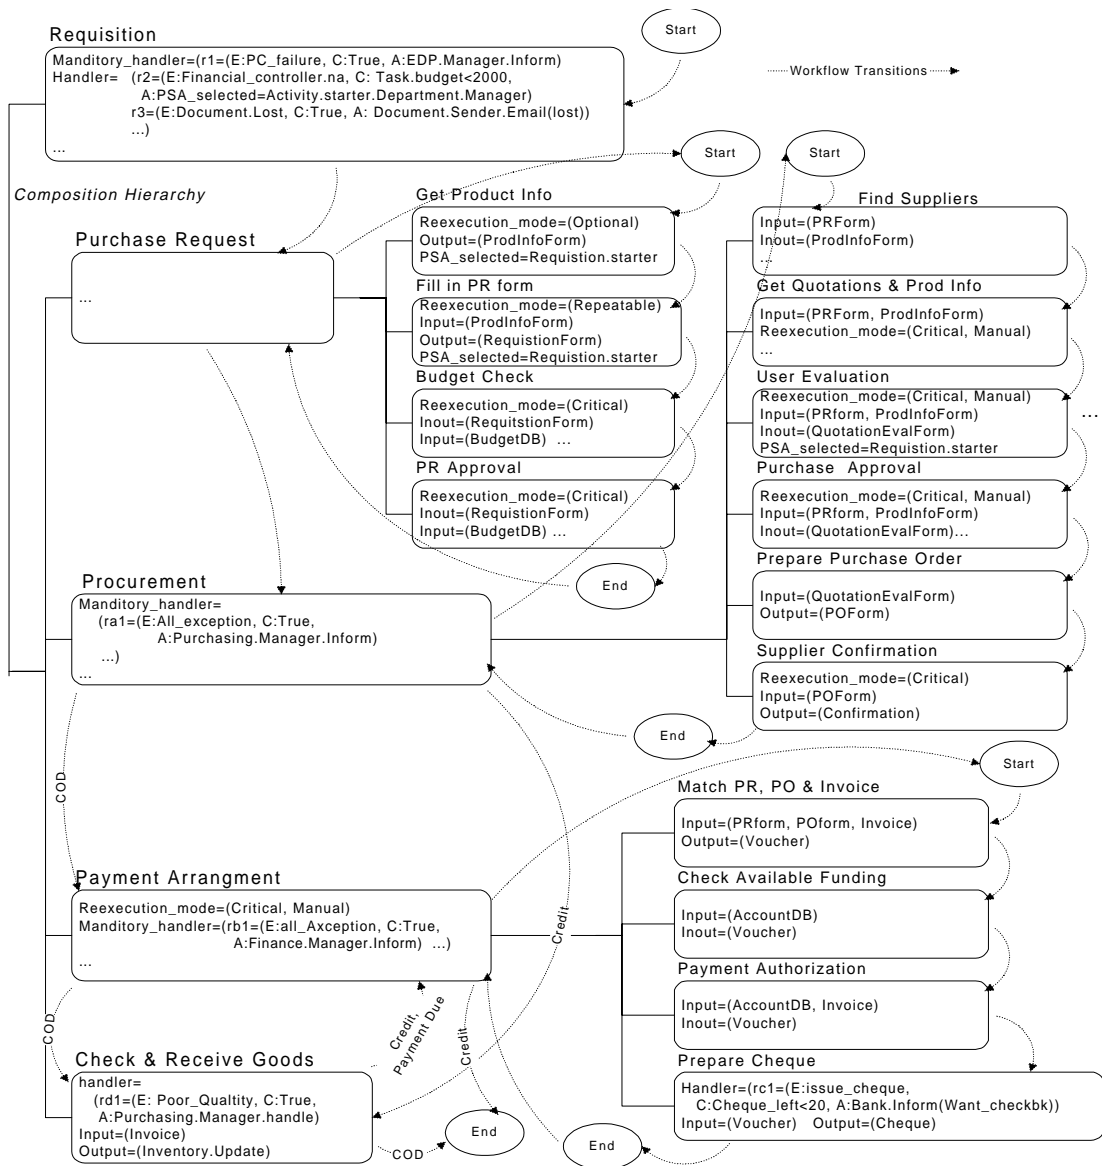 Requisition
Manditory_handler=(r1=(E:PC_failure, C:True, A:EDP.Manager.Inform)
Handler= (r2=(E:Financial_controller.na, C: Task.budget<2000,
A:PSA_selected=Activity.starter.Department.Manager)
r3=(E:Document.Lost, C:True, A: Document.Sender.Email(lost))
...)
...
Start
Workflow Transitions
Composition Hierarchy
Purchase Request
...
Start
Get Product Info
Reexecution_mode=(Optional)
Output=(ProdInfoForm)
PSA_selected=Requistion.starter
Fill in PR form
Reexecution_mode=(Repeatable)
Input=(ProdInfoForm)
Output=(RequistionForm)
PSA_selected=Requistion.starter
Budget Check
Reexecution_mode=(Critical)
Inout=(RequitstionForm)
Input=(BudgetDB) ...
PR Approval
Reexecution_mode=(Critical)
Inout=(RequistionForm)
Input=(BudgetDB) ...
End
Start
Find Suppliers
Input=(PRForm)
Inout=(ProdInfoForm)
...
Get Quotations & Prod Info
Input=(PRForm, ProdInfoForm)
Reexecution_mode=(Critical, Manual)
...
User Evaluation
Reexecution_mode=(Critical, Manual)
Input=(PRform, ProdInfoForm)
Inout=(QuotationEvalForm)
PSA_selected=Requistion.starter
...
Purchase Approval
Reexecution_mode=(Critical, Manual)
Input=(PRform, ProdInfoForm)
Inout=(QuotationEvalForm)...
Prepare Purchase Order
Input=(QuotationEvalForm)
Output=(POForm)
Supplier Confirmation
Reexecution_mode=(Critical)
Input=(POForm)
Output=(Confirmation)
End
Procurement
Manditory_handler=
(ra1=(E:All_exception, C:True,
A:Purchasing.Manager.Inform)
...)
...
COD
Credit
Payment Arrangment
Reexecution_mode=(Critical, Manual)
Manditory_handler=(rb1=(E:all_Axception, C:True,
A:Finance.Manager.Inform) ...)
...
COD
Credit,
Payment Due
Credit
Check & Receive Goods
handler=
(rd1=(E: Poor_Qualtity, C:True,
A:Purchasing.Manager.handle)
Input=(Invoice)
Output=(Inventory.Update)
COD
End
Start
Match PR, PO & Invoice
Input=(PRform, POform, Invoice)
Output=(Voucher)
Check Available Funding
Input=(AccountDB)
Inout=(Voucher)
Payment Authorization
Input=(AccountDB, Invoice)
Inout=(Voucher)
Prepare Cheque
Handler=(rc1=(E:issue_cheque,
C:Cheque_left<20, A:Bank.Inform(Want_checkbk))
Input=(Voucher) Output=(Cheque)
End